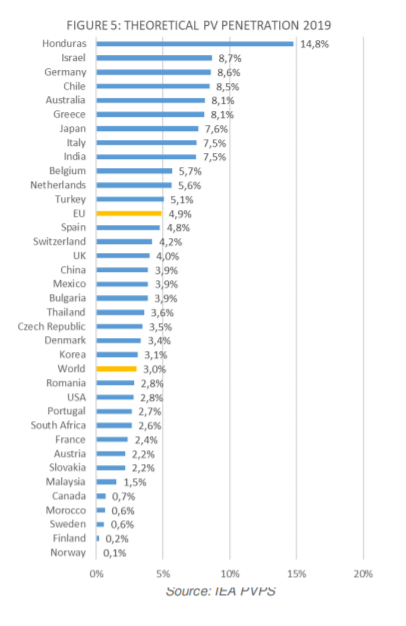 FIGURE 5: THEORETICAL PV PENETRATION 2019
Honduras 14,8%
Israel 8,7%
Germany 8,6%
Chile 8,5%
Australia 8,1%
Greece 8,1%
Japan 7,6%
Italy 7,5%
India 7,5%
Belgium 5,7%
Netherlands 5,6%
Turkey 5,1%
EU 4,9%
Spain 4,8%
Switzerland 4,2%
UK 4,0%
China 3,9%
Mexico 3,9%
Bulgaria 3,9%
Thailand 3,6%
Czech Republic 3,5%
Denmark 3,4%
Korea 3,1%
World 3,0%
Romania 2,8%
USA 2,8%
Portugal 2,7%
South Africa 2,6%
France 2,4%
Austria 2,2%
Slovakia 2,2%
Malaysia 1,5%
Canada 0,7%
Morocco 0,6%
Sweden 0,6%
Finland 0,2%
Norway 0,1%
0% 5% 10% 15% 20%
Source: IEA PVPS